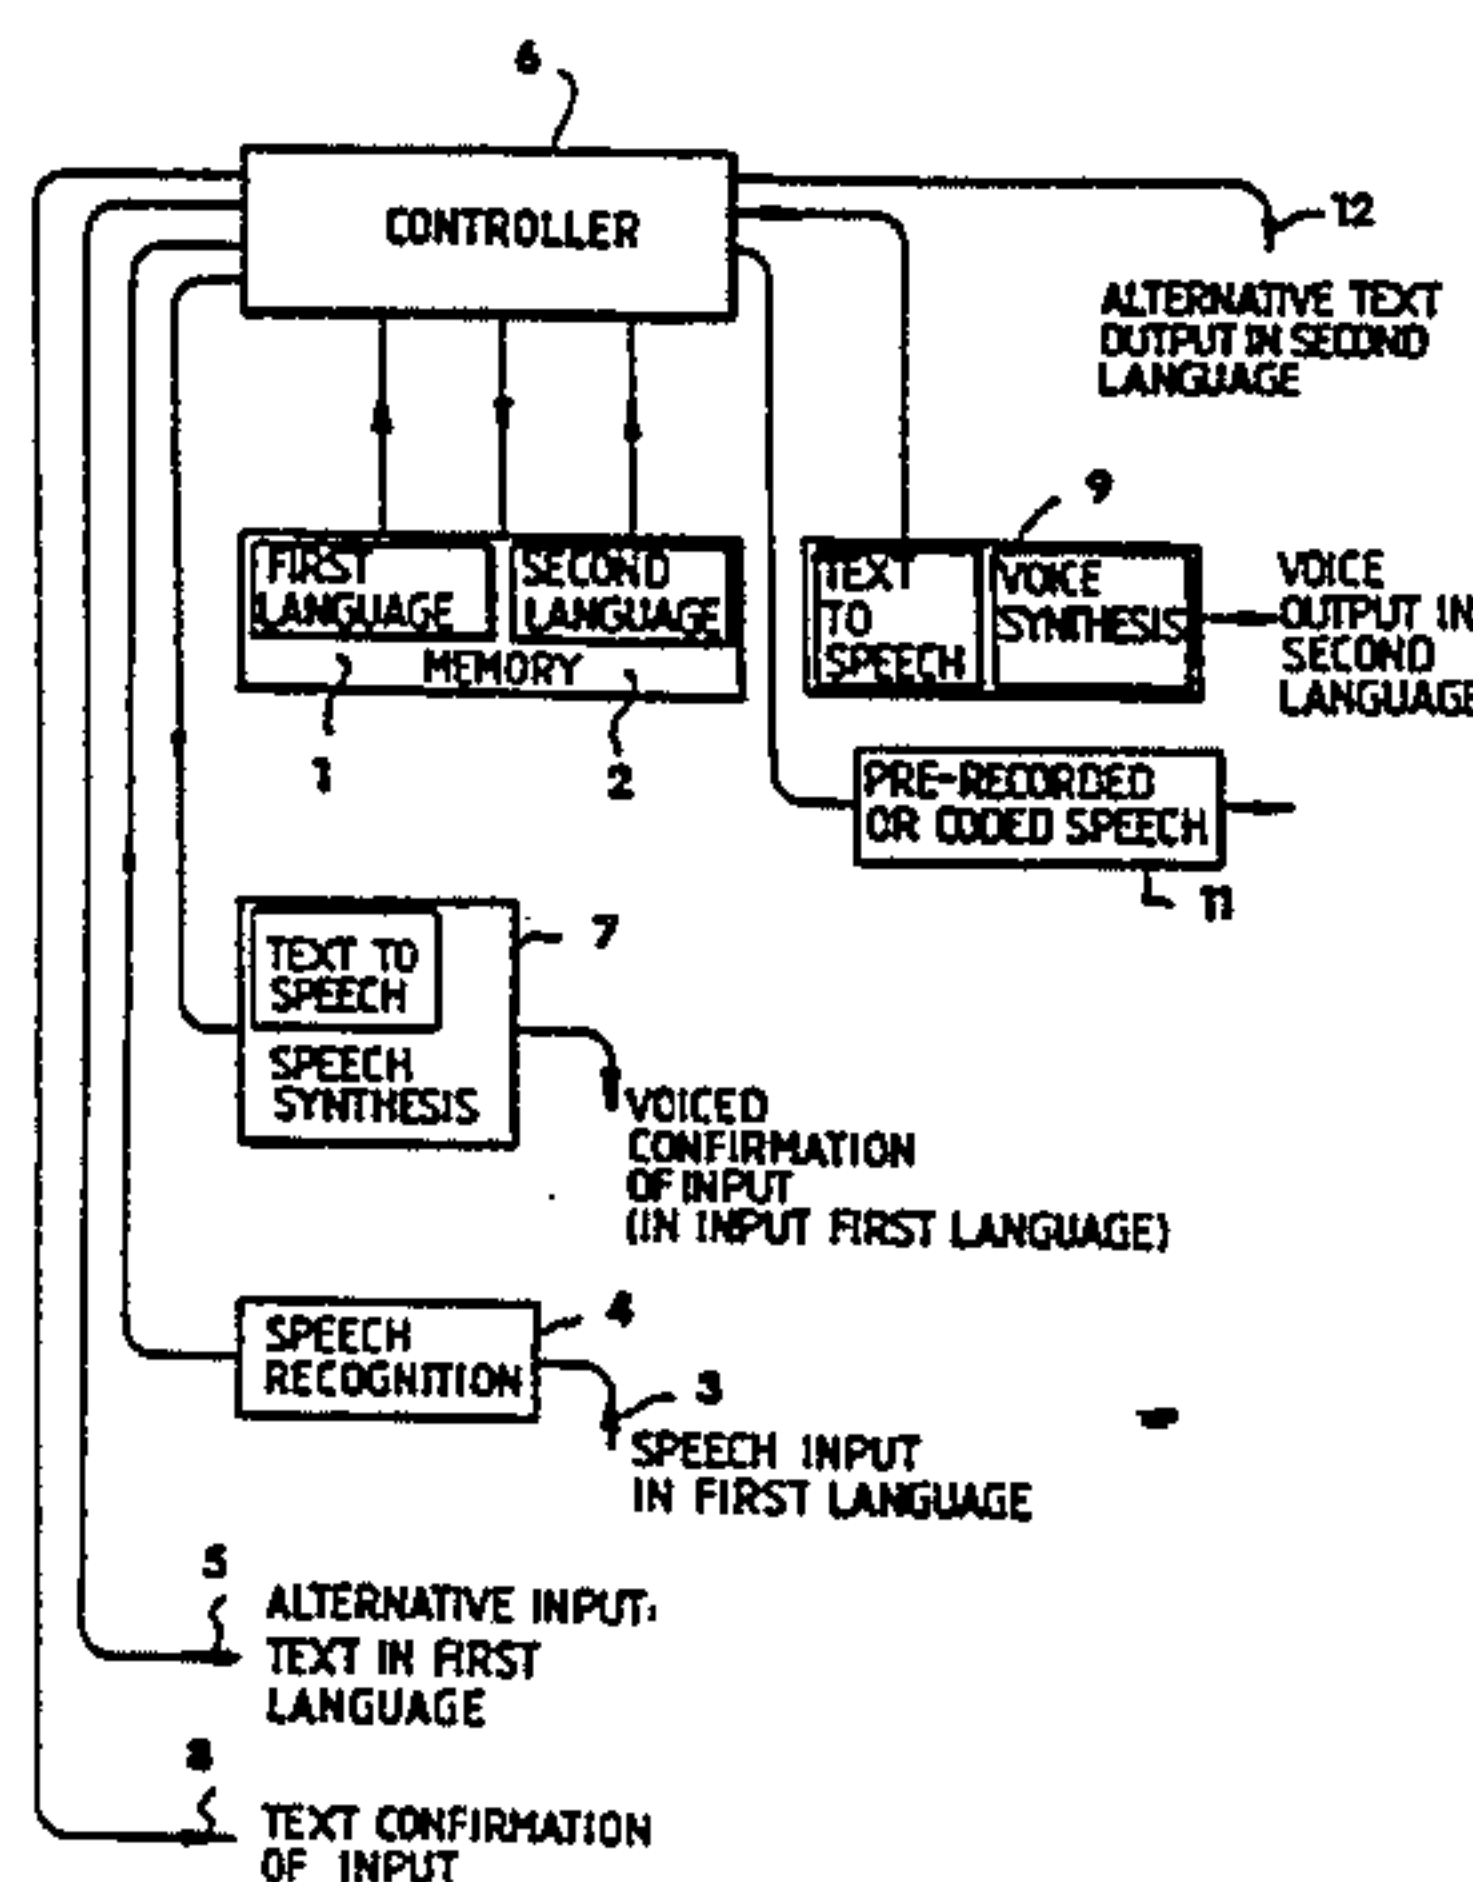 6
CONTROLLER
12
ALTERNATIVE TEXT
OUTPUT IN SECOND
LANGUAGE
9
FIRST
LANGUAGE
SECOND
LANGUAGE
MEMORY
1
2
TEXT
TO
SPEECH
VOICE
SYNTHESIS
VOICE
OUTPUT IN
SECOND
LANGUAGE
PRE-RECORDED
OR CODED SPEECH
11
7
TEXT TO
SPEECH
SPEECH
SYNTHESIS
VOICED
CONFIRMATION
OF INPUT
(IN INPUT FIRST LANGUAGE)
4
SPEECH
RECOGNITION
3
SPEECH INPUT
IN FIRST LANGUAGE
5
ALTERNATIVE INPUT:
TEXT IN FIRST
LANGUAGE
8
TEXT CONFIRMATION
OF INPUT